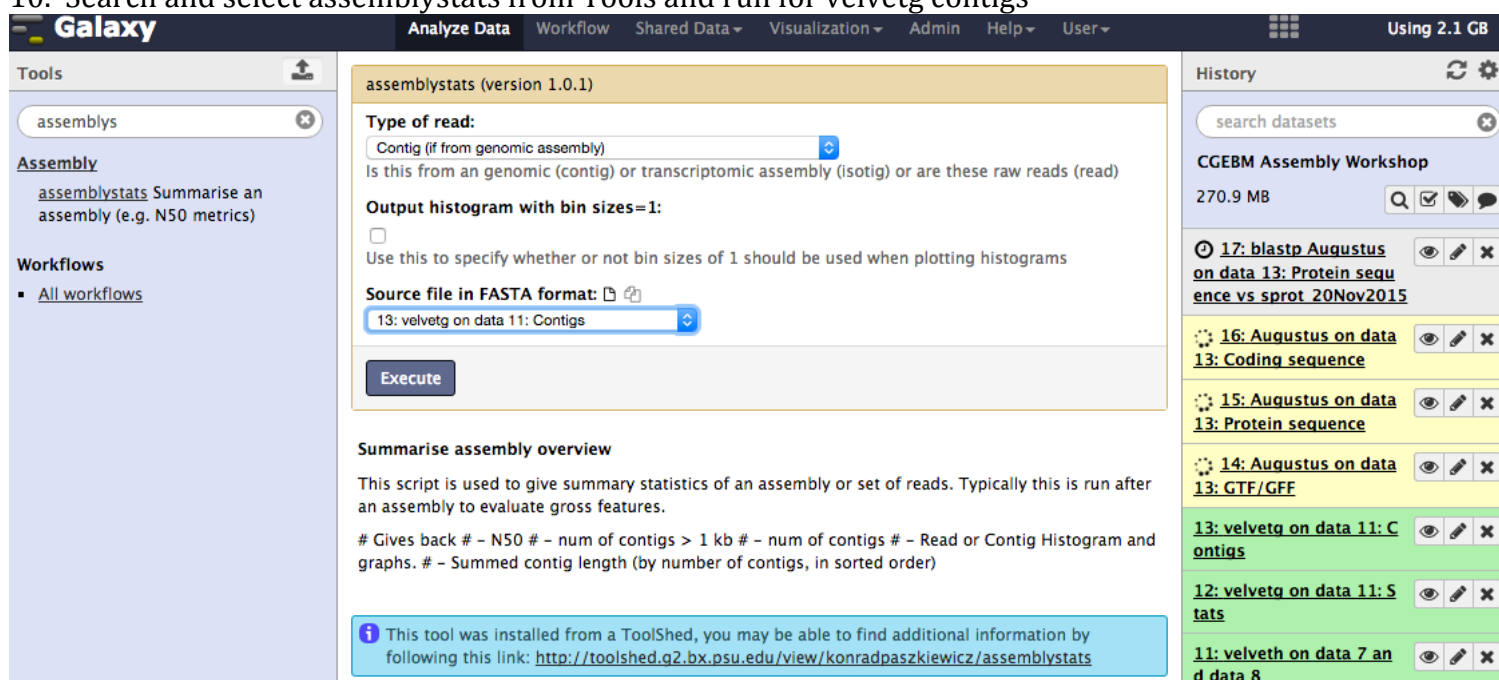 10. Search and select assemblystats from Tools and run for velvetg contigs
Galaxy
Analyze Data Workflow Shared Data Visualization Admin Help User
Using 2.1 GB
Tools
assemblys
Assembly
assemblystats Summarise an
assembly (e.g. N50 metrics)
Workflows
All workflows
assemblystats (version 1.0.1)
Type of read:
Contig (if from genomic assembly)
Is this from an genomic (contig) or transcriptomic assembly (isotig) or are these raw reads (read)
Output histogram with bin sizes=1:
Use this to specify whether or not bin sizes of 1 should be used when plotting histograms
Source file in FASTA format:
13: velvetg on data 11: Contigs
Execute
Summarise assembly overview
This script is used to give summary statistics of an assembly or set of reads. Typically this is run after
an assembly to evaluate gross features.
# Gives back # - N50 # - num of contigs > 1 kb # - num of contigs # - Read or Contig Histogram and
graphs. # - Summed contig length (by number of contigs, in sorted order)
This tool was installed from a ToolShed, you may be able to find additional information by
following this link: http://toolshed.g2.bx.psu.edu/view/konradpaszkiewicz/assemblystats
History
search datasets
CGEBM Assembly Workshop
270.9 MB
17: blastp Augustus
on data 13: Protein sequ
ence vs sprot_20Nov2015
16: Augustus on data
13: Coding sequence
15: Augustus on data
13: Protein sequence
14: Augustus on data
13: GTF/GFF
13: velvetg on data 11: C
ontigs
12: velvetg on data 11: S
tats
11: velveth on data 7 an
d data 8